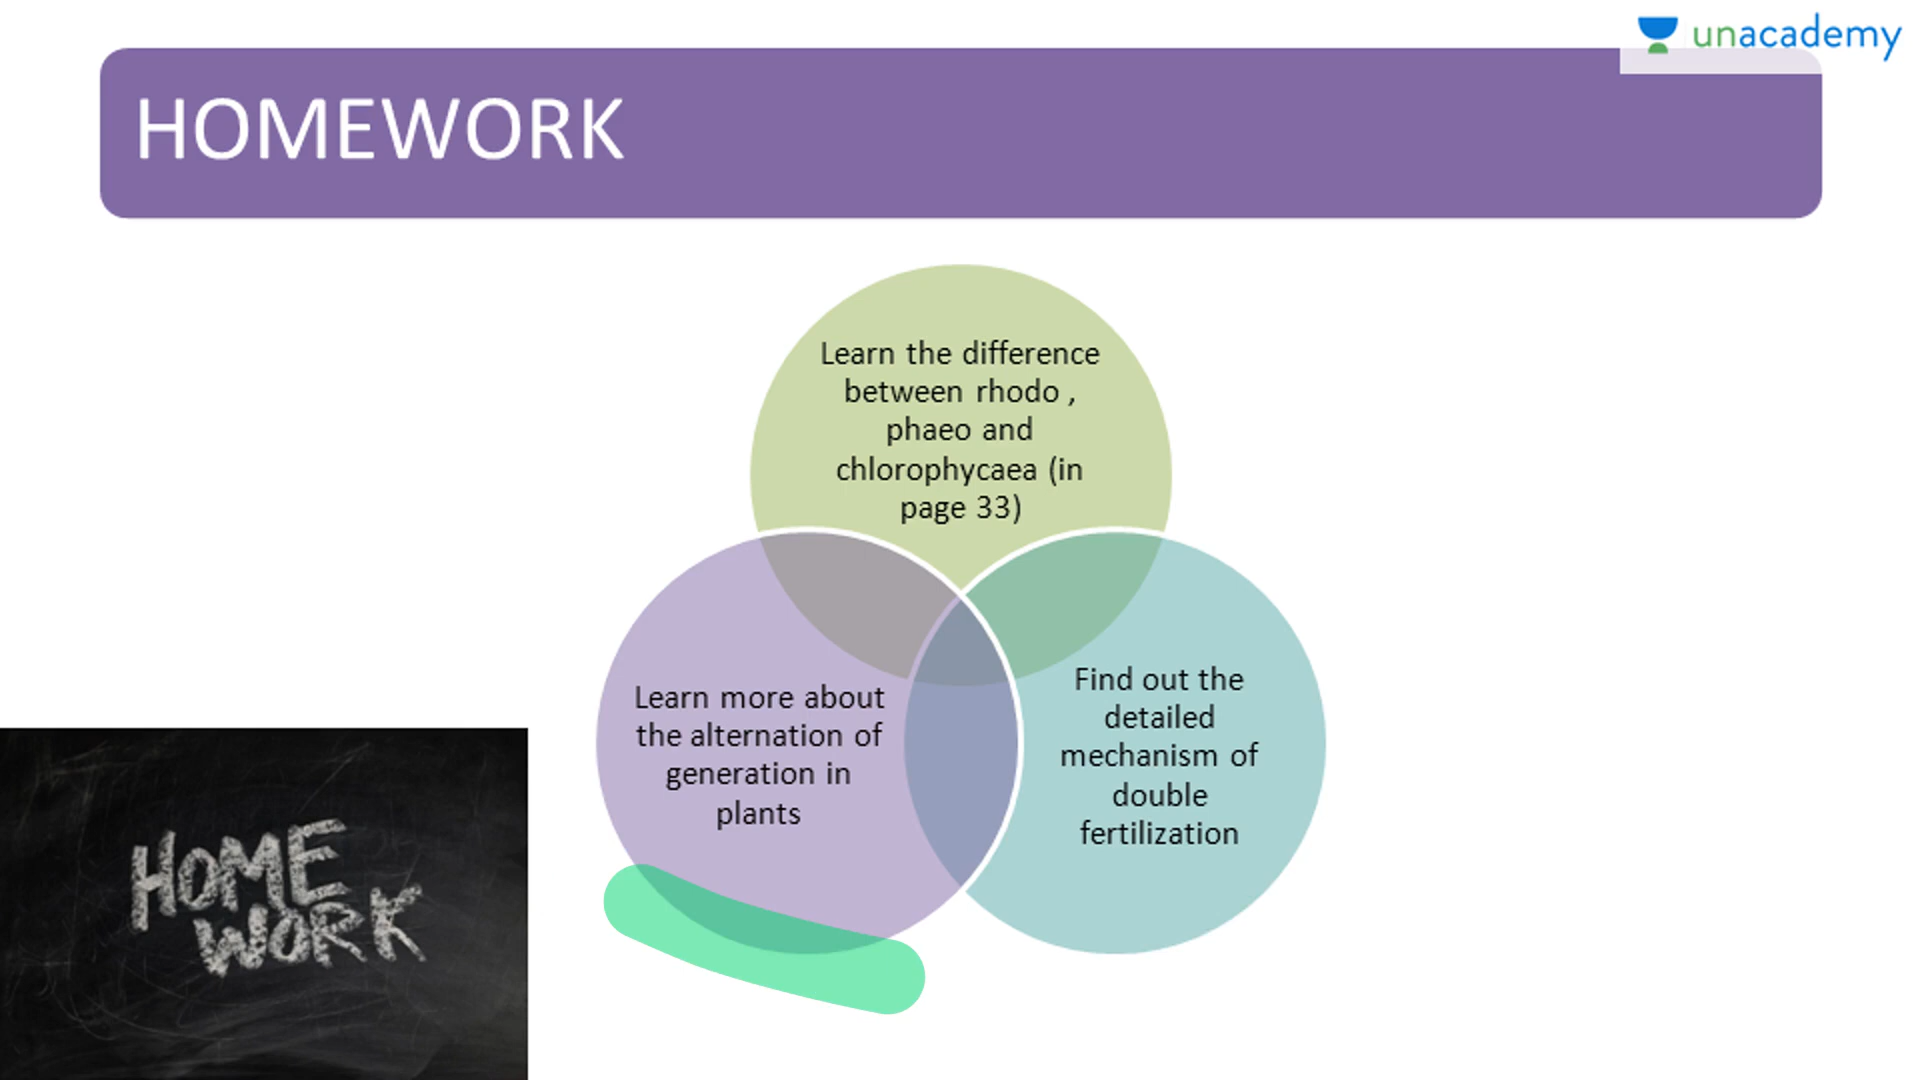 unacademy
HOMEWORK
Learn the difference
between rhodo ,
phaeo and
chlorophycaea (in
page 33)
Learn more about
the alternation of
generation in
plants
Find out the
detailed
mechanism of
double
fertilization
HOME
WORK